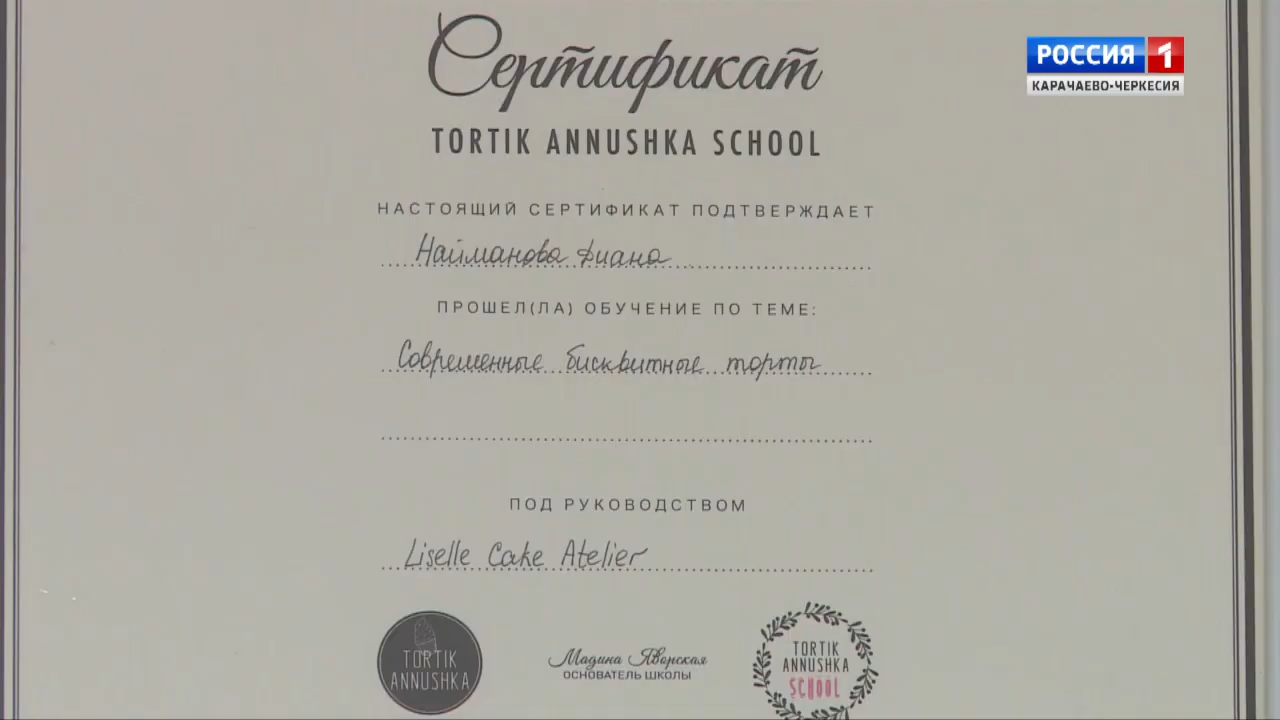 Сертификат
РОССИЯ 1
КАРАЧАЕВО-ЧЕРКЕСИЯ
TORTIK ANNUSHKA SCHOOL
НАСТОЯЩИЙ СЕРТИФИКАТ ПОДТВЕРЖДАЕТ
Найманова Диана
ПРОШЕЛ(ЛА) ОБУЧЕНИЕ ПО ТЕМЕ:
Современные бисквитные торты
ПОД РУКОВОДСТВОМ
Liselle Cake Atelier
TORTIK
ANNUSHKA
Мадина Яворская
ОСНОВАТЕЛЬ ШКОЛЫ
TORTIK
ANNUSHKA
SCHOOL